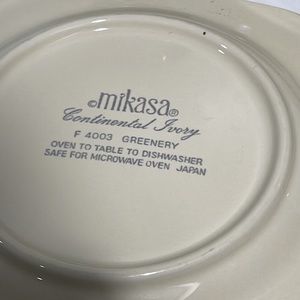 ©mikasa®
Continental Ivory
F 4003 GREENERY
OVEN TO TABLE TO DISHWASHER
SAFE FOR MICROWAVE OVEN JAPAN